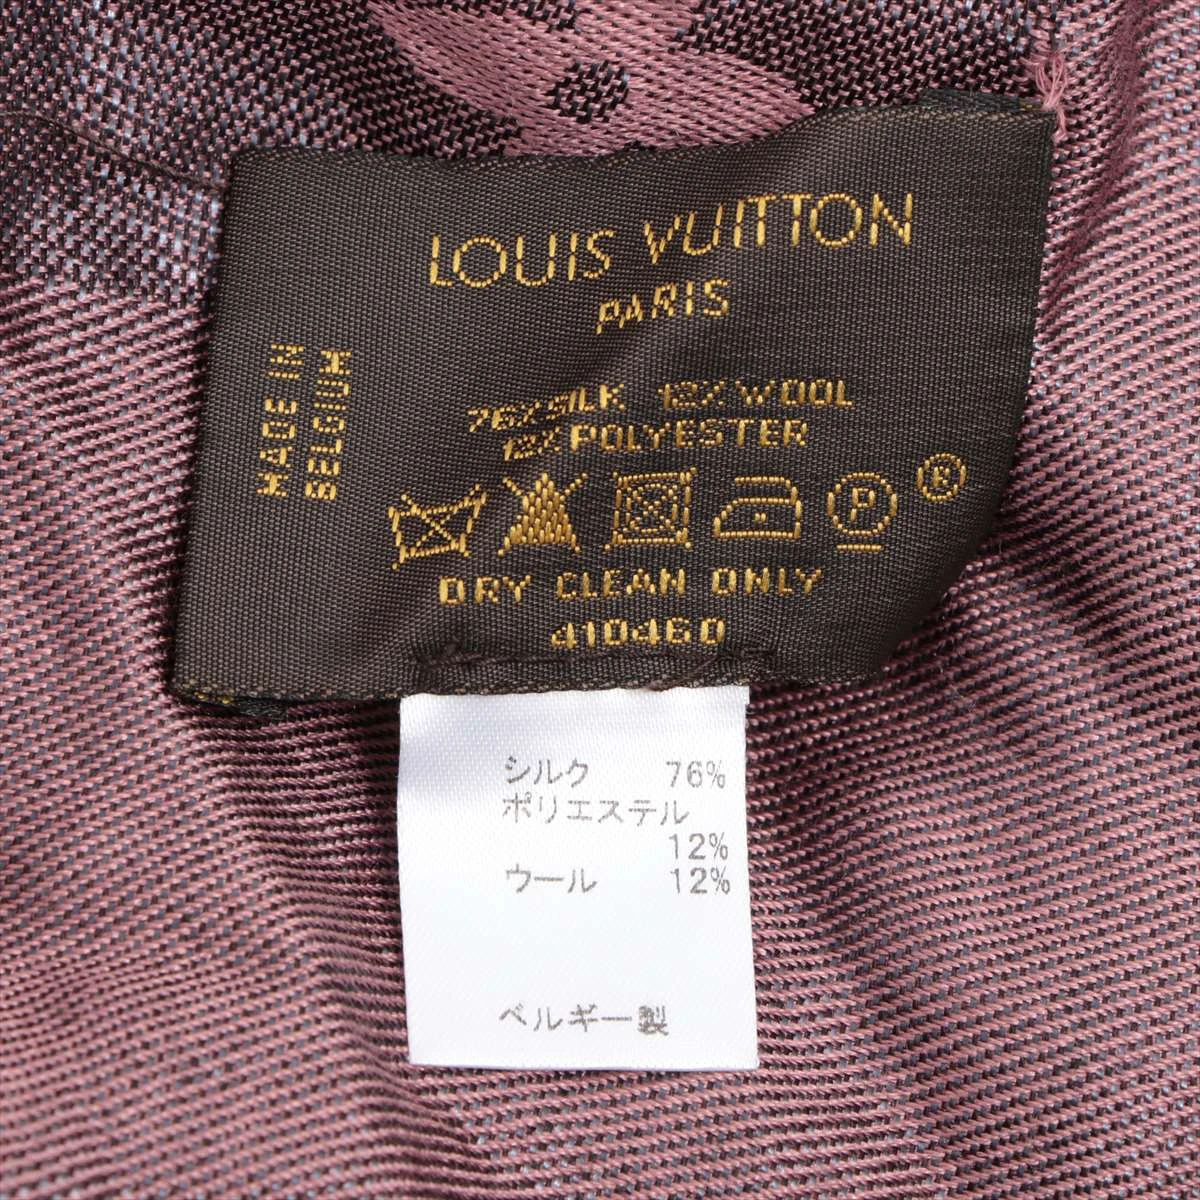 LOUIS VUITTON
PARIS
MADE IN
BELGIUM
76% SILK 12% WOOL
12% POLYESTER
P
®
DRY CLEAN ONLY
410460
シルク 76%
ポリエステル
12%
ウール 12%
ベルギー製